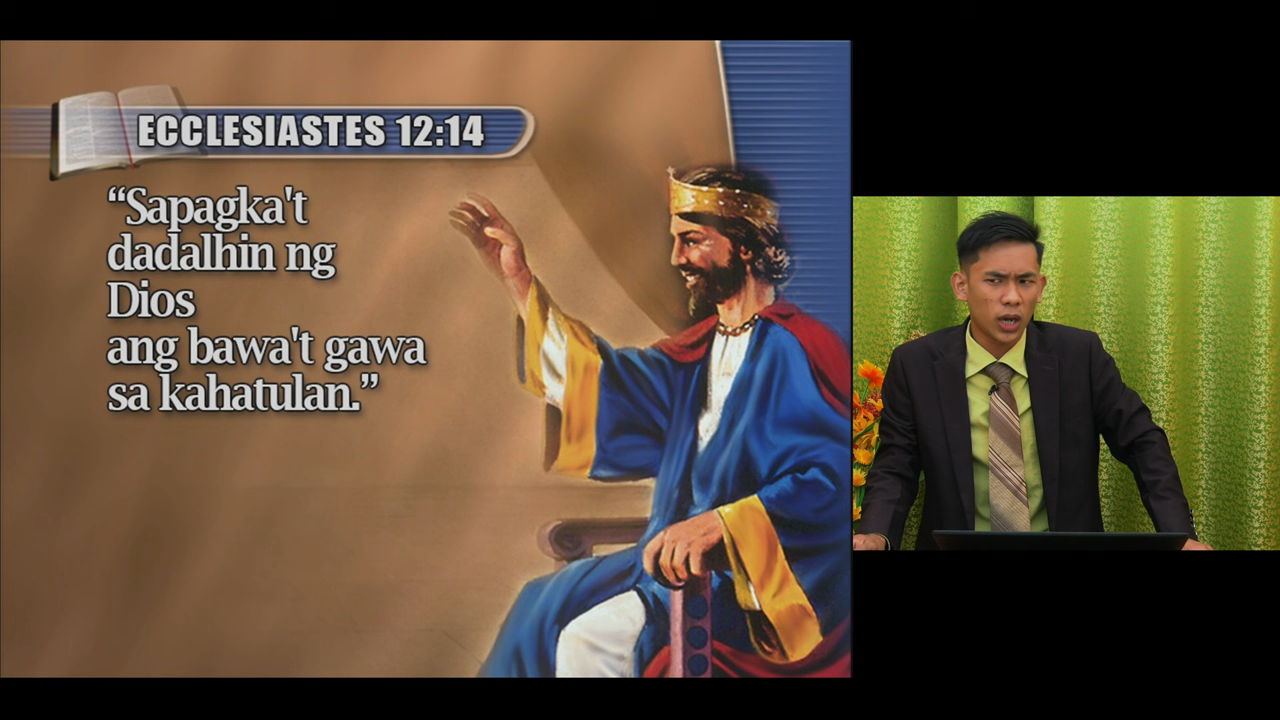 ECCLESIASTES 12:14
“Sapagka't
dadalhin ng
Dios
ang bawa't gawa
sa kahatulan.”